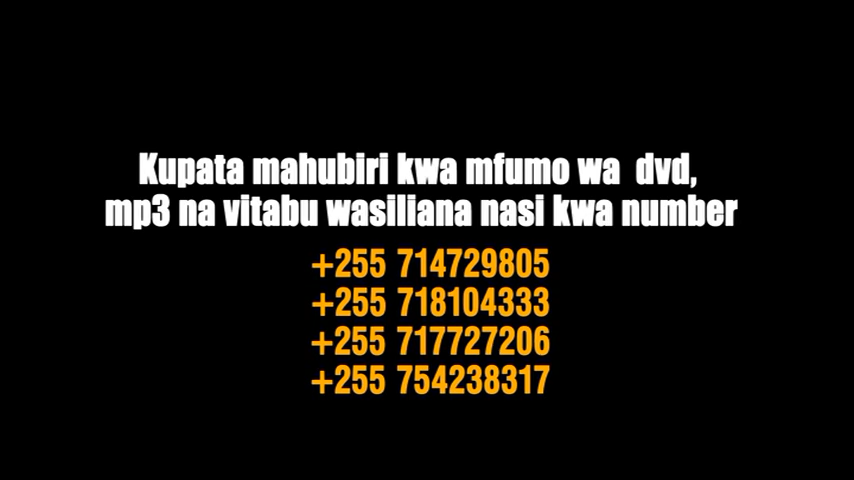 Kupata mahubiri kwa mfumo wa dvd,
mp3 na vitabu wasiliana nasi kwa number
+255 714729805
+255 718104333
+255 717727206
+255 754238317